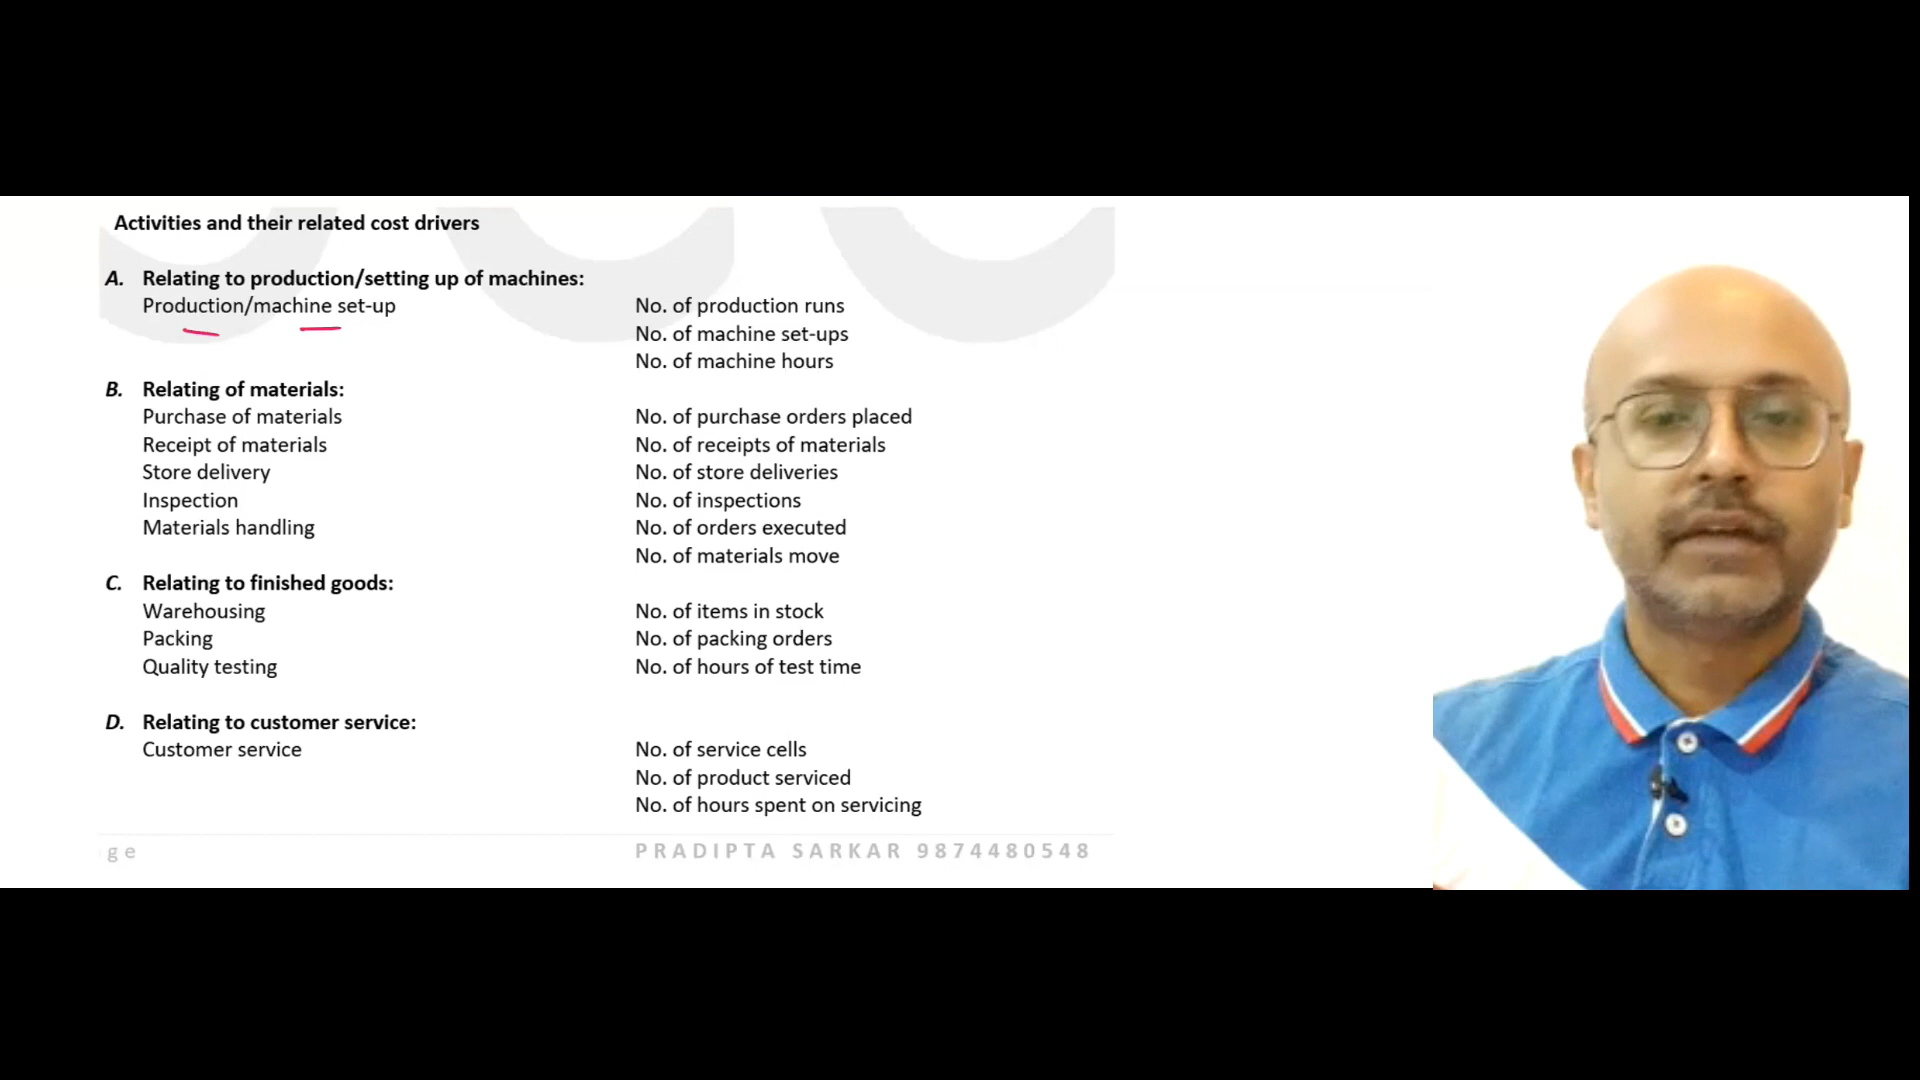 Activities and their related cost drivers
A. Relating to production/setting up of machines:
Production/machine set-up No. of production runs
No. of machine set-ups
No. of machine hours
B. Relating of materials:
Purchase of materials No. of purchase orders placed
Receipt of materials No. of receipts of materials
Store delivery No. of store deliveries
Inspection No. of inspections
Materials handling No. of orders executed
No. of materials move
C. Relating to finished goods:
Warehousing No. of items in stock
Packing No. of packing orders
Quality testing No. of hours of test time
D. Relating to customer service:
Customer service No. of service cells
No. of product serviced
No. of hours spent on servicing
ge PRADIPTA SARKAR 9874480548